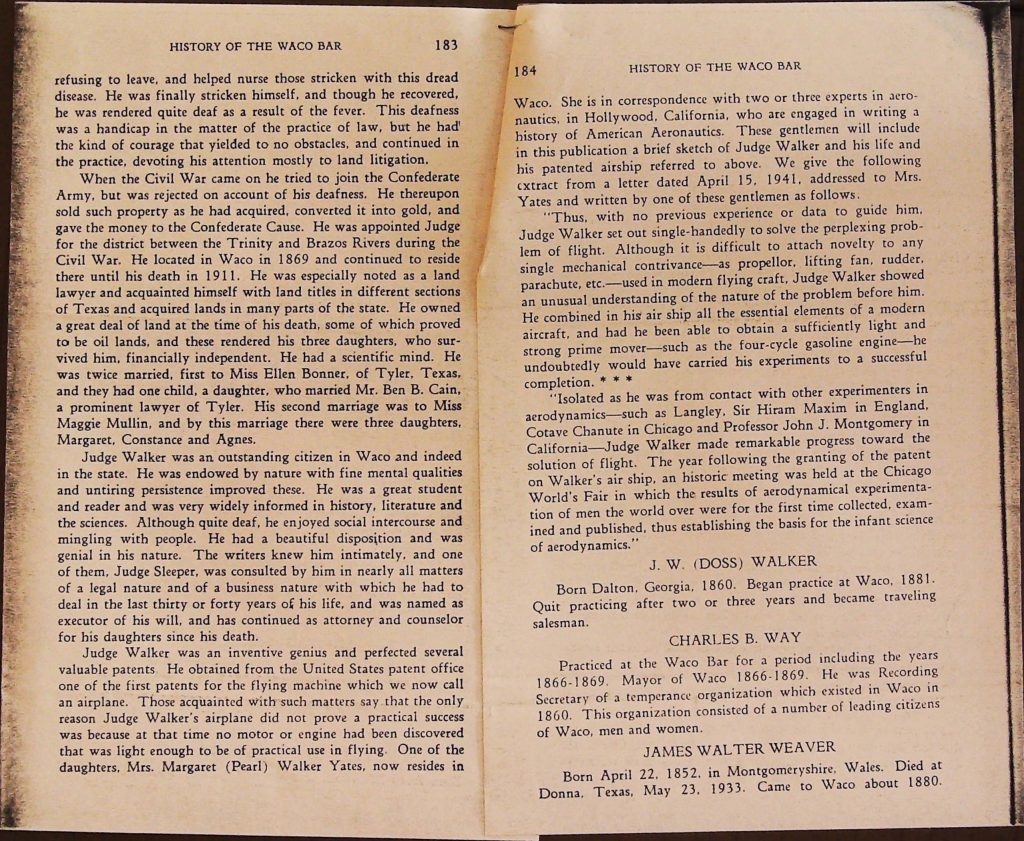 HISTORY OF THE WACO BAR 183
refusing to leave, and helped nurse those stricken with this dread
disease. He was finally stricken himself, and though he recovered,
he was rendered quite deaf as a result of the fever. This deafness
was a handicap in the matter of the practice of law, but he had
the kind of courage that yielded to no obstacles, and continued in
the practice, devoting his attention mostly to land litigation.
When the Civil War came on he tried to join the Confederate
Army, but was rejected on account of his deafness. He thereupon
sold such property as he had acquired, converted it into gold, and
gave the money to the Confederate Cause. He was appointed Judge
for the district between the Trinity and Brazos Rivers during the
Civil War. He located in Waco in 1869 and continued to reside
there until his death in 1911. He was especially noted as a land
lawyer and acquainted himself with land titles in different sections
of Texas and acquired lands in many parts of the state. He owned
a great deal of land at the time of his death, some of which proved
to be oil lands, and these rendered his three daughters, who sur-
vived him, financially independent. He had a scientific mind. He
was twice married, first to Miss Ellen Bonner, of Tyler, Texas,
and they had one child, a daughter, who married Mr. Ben B. Cain,
a prominent lawyer of Tyler. His second marriage was to Miss
Maggie Mullin, and by this marriage there were three daughters,
Margaret, Constance and Agnes.
Judge Walker was an outstanding citizen in Waco and indeed
in the state. He was endowed by nature with fine mental qualities
and untiring persistence improved these. He was a great student
and reader and was very widely informed in history, literature and
the sciences. Although quite deaf, he enjoyed social intercourse and
mingling with people. He had a beautiful disposition and was
genial in his nature. The writers knew him intimately, and one
of them, Judge Sleeper, was consulted by him in nearly all matters
of a legal nature and of a business nature with which he had to
deal in the last thirty or forty years of his life, and was named as
executor of his will, and has continued as attorney and counselor
for his daughters since his death.
Judge Walker was an inventive genius and perfected several
valuable patents. He obtained from the United States patent office
one of the first patents for the flying machine which we now call
an airplane. Those acquainted with such matters say that the only
reason Judge Walker's airplane did not prove a practical success
was because at that time no motor or engine had been discovered
that was light enough to be of practical use in flying. One of the
daughters, Mrs. Margaret (Pearl) Walker Yates, now resides in
184 HISTORY OF THE WACO BAR
Waco. She is in correspondence with two or three experts in aero-
nautics, in Hollywood, California, who are engaged in writing a
history of American Aeronautics. These gentlemen will include
in this publication a brief sketch of Judge Walker and his life and
his patented airship referred to above. We give the following
extract from a letter dated April 15, 1941, addressed to Mrs.
Yates and written by one of these gentlemen as follows.
"Thus, with no previous experience or data to guide him,
Judge Walker set out single-handedly to solve the perplexing prob-
lem of flight. Although it is difficult to attach novelty to any
single mechanical contrivance—as propellor, lifting fan, rudder,
parachute, etc.—used in modern flying craft, Judge Walker showed
an unusual understanding of the nature of the problem before him.
He combined in his air ship all the essential elements of a modern
aircraft, and had he been able to obtain a sufficiently light and
strong prime mover—such as the four-cycle gasoline engine—he
undoubtedly would have carried his experiments to a successful
completion. * * *
"Isolated as he was from contact with other experimenters in
aerodynamics—such as Langley, Sir Hiram Maxim in England,
Cotave Chanute in Chicago and Professor John J. Montgomery in
California—Judge Walker made remarkable progress toward the
solution of flight. The year following the granting of the patent
on Walker's air ship, an historic meeting was held at the Chicago
World's Fair in which the results of aerodynamical experimenta-
tion of men the world over were for the first time collected, exam-
ined and published, thus establishing the basis for the infant science
of aerodynamics."
J. W. (DOSS) WALKER
Born Dalton, Georgia, 1860. Began practice at Waco, 1881.
Quit practicing after two or three years and became traveling
salesman.
CHARLES B. WAY
Practiced at the Waco Bar for a period including the years
1866-1869. Mayor of Waco 1866-1869. He was Recording
Secretary of a temperance organization which existed in Waco in
1860. This organization consisted of a number of leading citizens
of Waco, men and women.
JAMES WALTER WEAVER
Born April 22, 1852, in Montgomeryshire, Wales. Died at
Donna, Texas, May 23, 1933. Came to Waco about 1880.